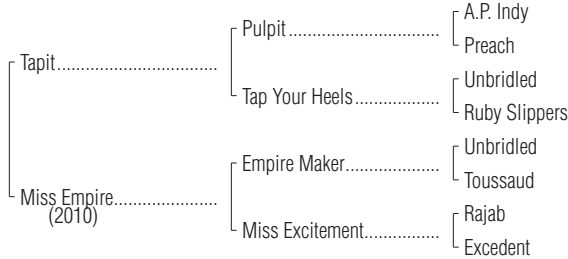 A.P. Indy
Pulpit........................................
Preach
Tapit..................................
Unbridled
Tap Your Heels......................
Ruby Slippers
Unbridled
Empire Maker........................
Toussaud
Miss Empire......................
(2010)
Rajab
Miss Excitement...................
Excedent